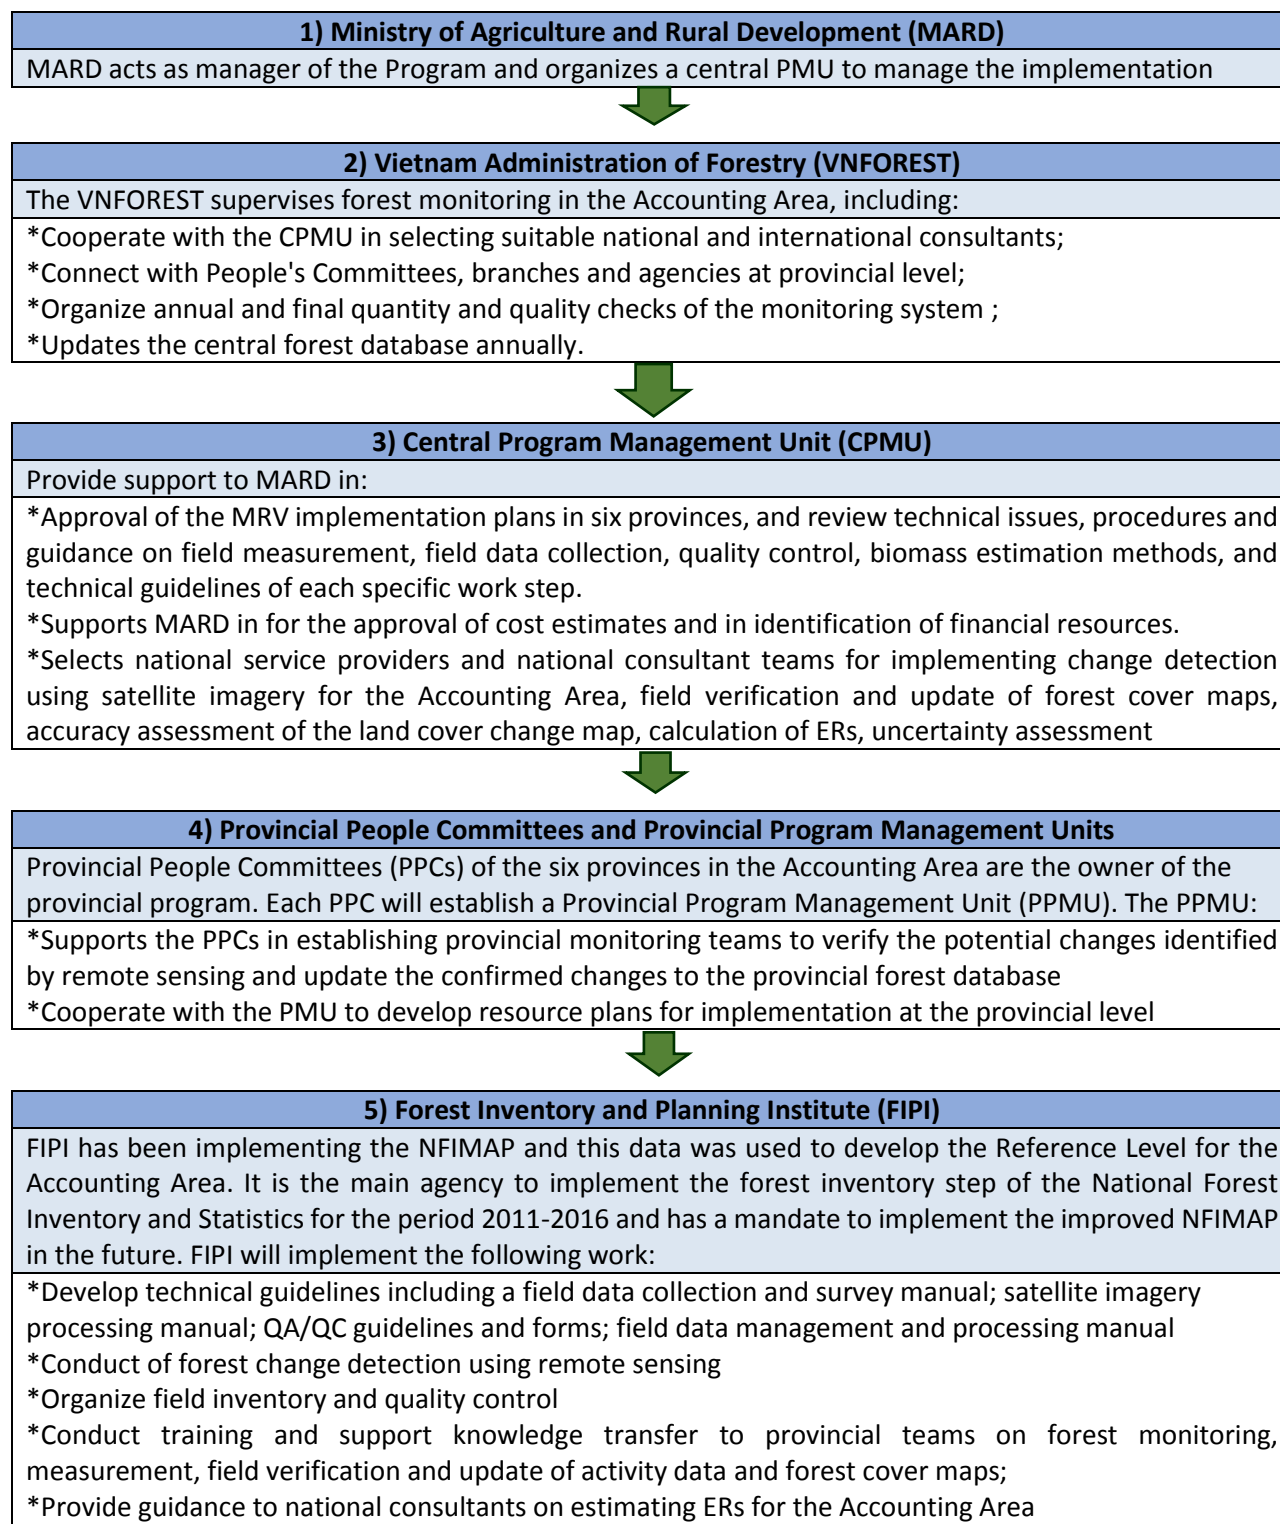 1) Ministry of Agriculture and Rural Development (MARD)
MARD acts as manager of the Program and organizes a central PMU to manage the implementation
2) Vietnam Administration of Forestry (VNFOREST)
The VNFOREST supervises forest monitoring in the Accounting Area, including:
*Cooperate with the CPMU in selecting suitable national and international consultants;
*Connect with People's Committees, branches and agencies at provincial level;
*Organize annual and final quantity and quality checks of the monitoring system ;
*Updates the central forest database annually.
3) Central Program Management Unit (CPMU)
Provide support to MARD in:
*Approval of the MRV implementation plans in six provinces, and review technical issues, procedures and
guidance on field measurement, field data collection, quality control, biomass estimation methods, and
technical guidelines of each specific work step.
*Supports MARD in for the approval of cost estimates and in identification of financial resources.
*Selects national service providers and national consultant teams for implementing change detection
using satellite imagery for the Accounting Area, field verification and update of forest cover maps,
accuracy assessment of the land cover change map, calculation of ERs, uncertainty assessment
4) Provincial People Committees and Provincial Program Management Units
Provincial People Committees (PPCs) of the six provinces in the Accounting Area are the owner of the
provincial program. Each PPC will establish a Provincial Program Management Unit (PPMU). The PPMU:
*Supports the PPCs in establishing provincial monitoring teams to verify the potential changes identified
by remote sensing and update the confirmed changes to the provincial forest database
*Cooperate with the PMU to develop resource plans for implementation at the provincial level
5) Forest Inventory and Planning Institute (FIPI)
FIPI has been implementing the NFIMAP and this data was used to develop the Reference Level for the
Accounting Area. It is the main agency to implement the forest inventory step of the National Forest
Inventory and Statistics for the period 2011-2016 and has a mandate to implement the improved NFIMAP
in the future. FIPI will implement the following work:
*Develop technical guidelines including a field data collection and survey manual; satellite imagery
processing manual; QA/QC guidelines and forms; field data management and processing manual
*Conduct of forest change detection using remote sensing
*Organize field inventory and quality control
*Conduct training and support knowledge transfer to provincial teams on forest monitoring,
measurement, field verification and update of activity data and forest cover maps;
*Provide guidance to national consultants on estimating ERs for the Accounting Area